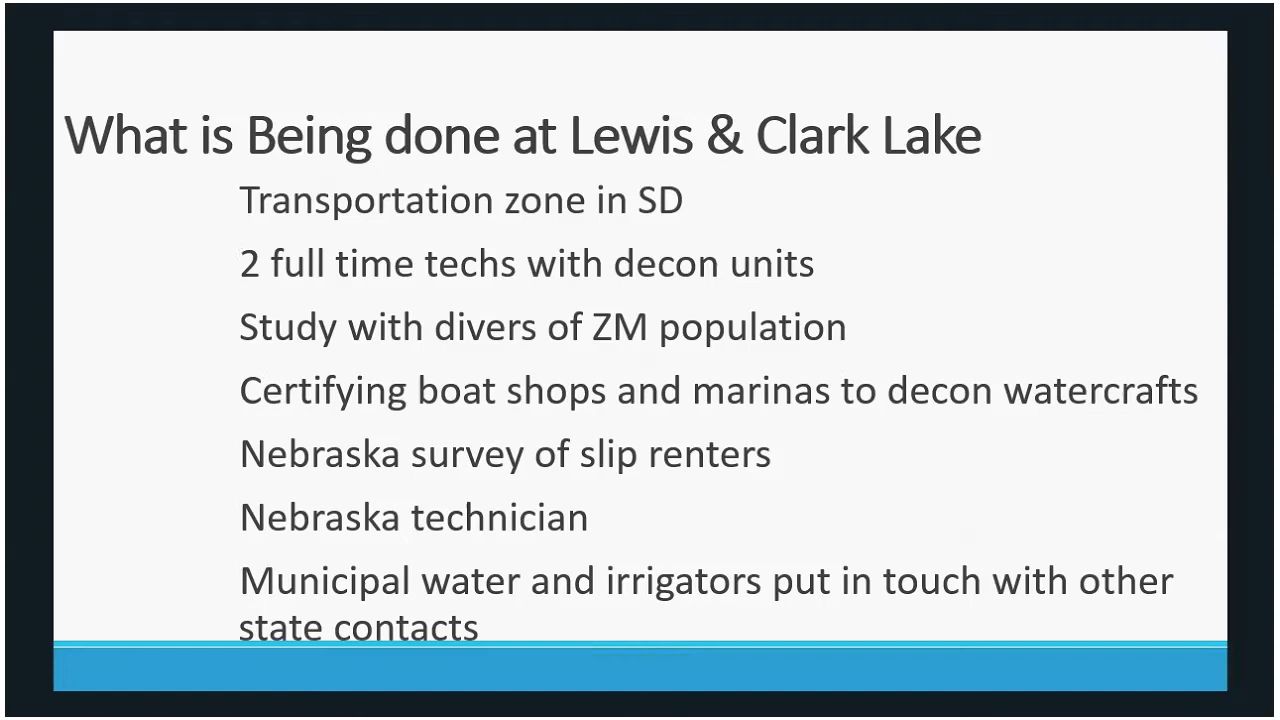 What is Being done at Lewis & Clark Lake
Transportation zone in SD
2 full time techs with decon units
Study with divers of ZM population
Certifying boat shops and marinas to decon watercrafts
Nebraska survey of slip renters
Nebraska technician
Municipal water and irrigators put in touch with other
state contacts